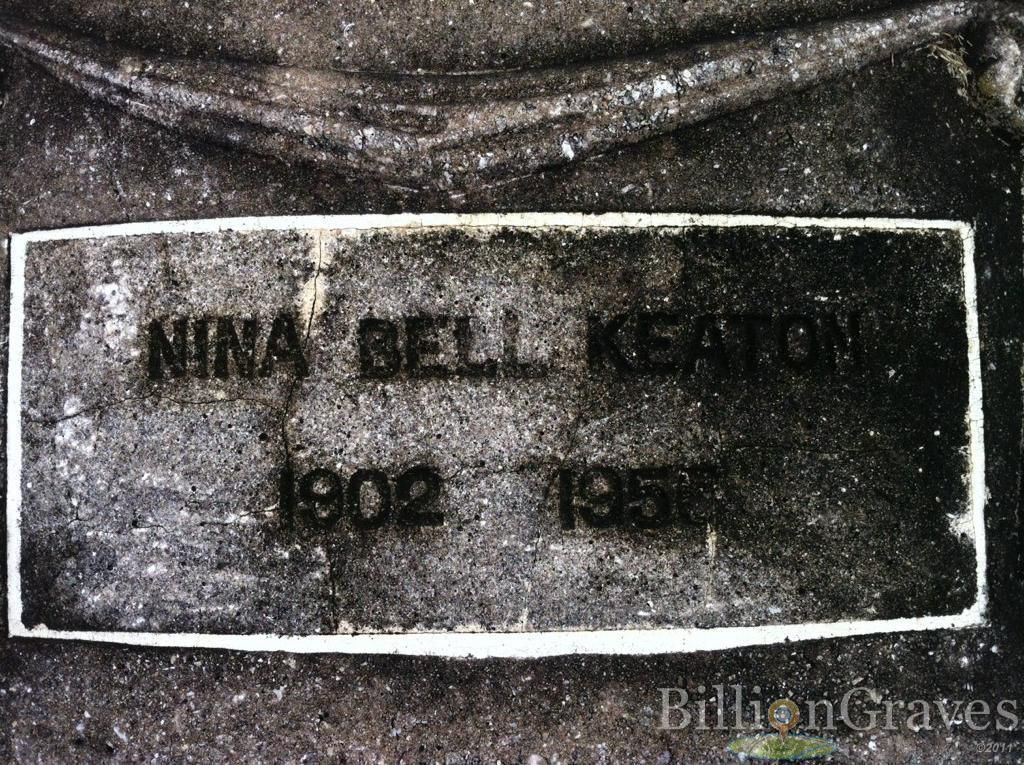 NINA BELL KEATON
1902
BillionGraves
©2011